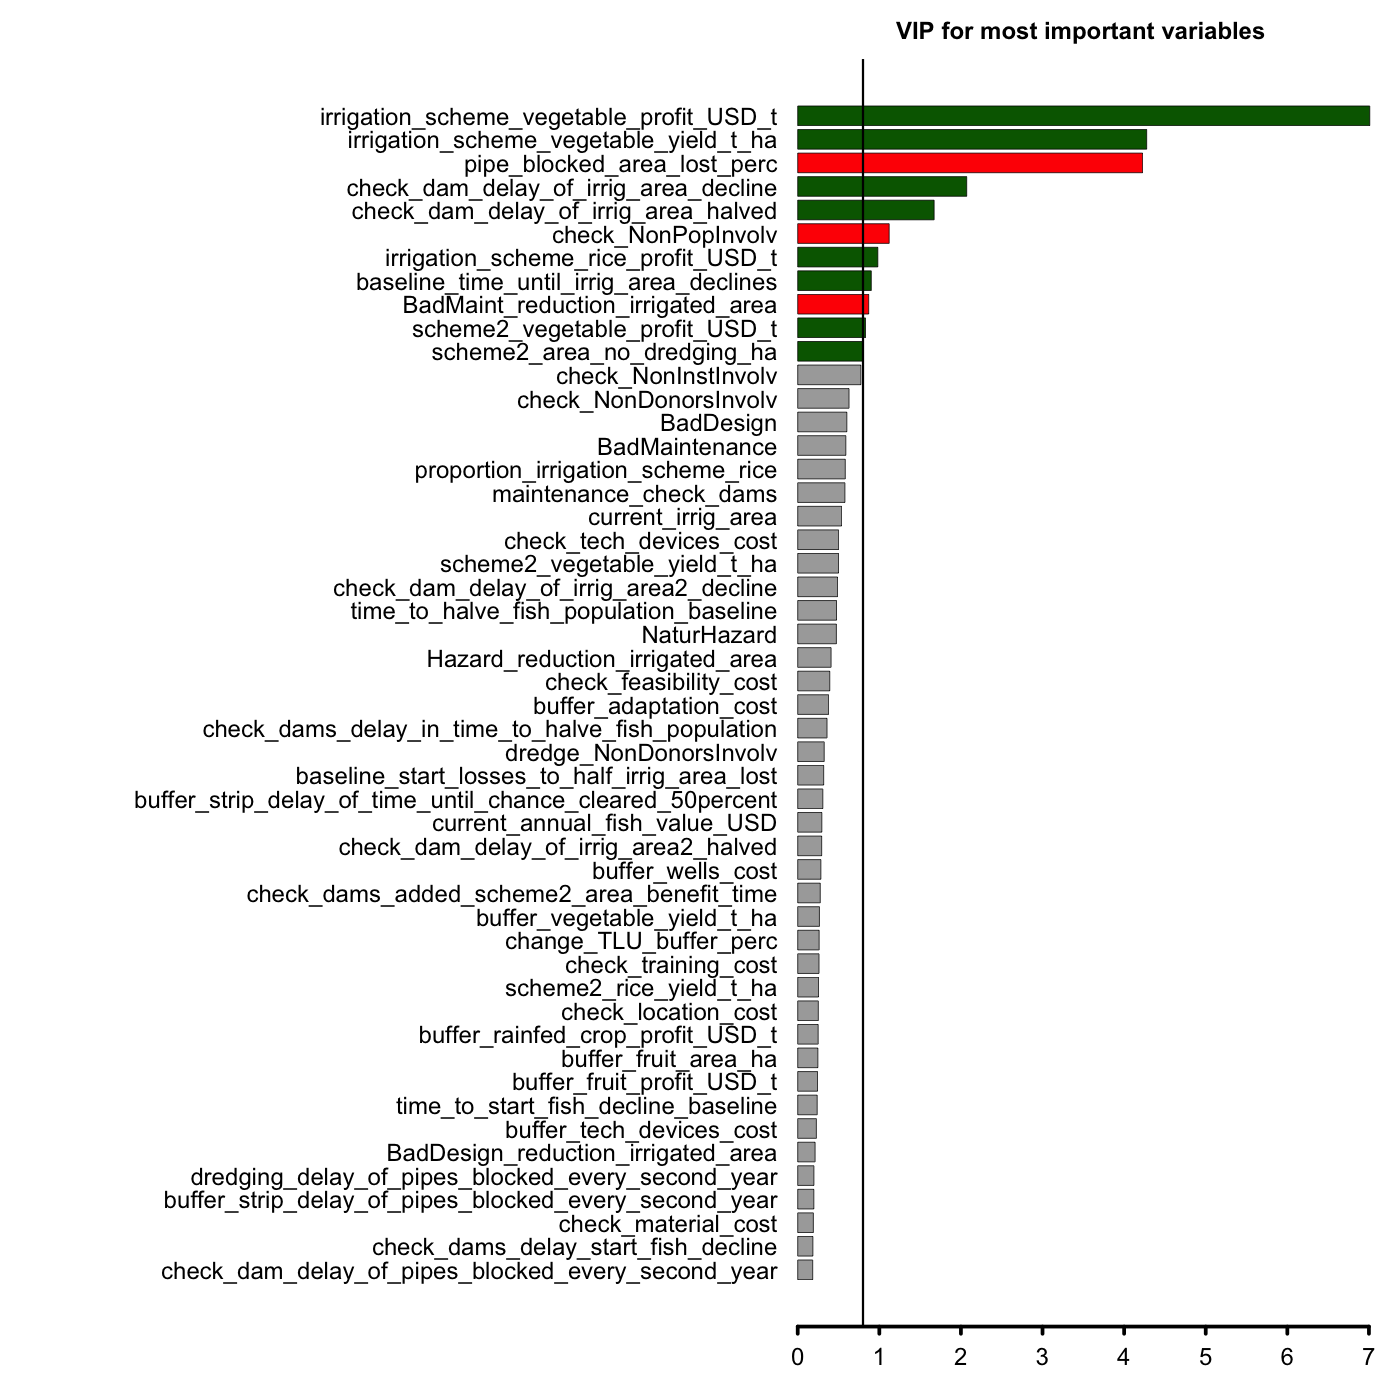 VIP for most important variables
irrigation_scheme_vegetable_profit_USD_t
irrigation_scheme_vegetable_yield_t_ha
pipe_blocked_area_lost_perc
check_dam_delay_of_irrig_area_decline
check_dam_delay_of_irrig_area_halved
check_NonPopInvolv
irrigation_scheme_rice_profit_USD_t
baseline_time_until_irrig_area_declines
BadMaint_reduction_irrigated_area
scheme2_vegetable_profit_USD_t
scheme2_area_no_dredging_ha
check_NonInstInvolv
check_NonDonorsInvolv
BadDesign
BadMaintenance
proportion_irrigation_scheme_rice
maintenance_check_dams
current_irrig_area
check_tech_devices_cost
scheme2_vegetable_yield_t_ha
check_dam_delay_of_irrig_area2_decline
time_to_halve_fish_population_baseline
NaturHazard
Hazard_reduction_irrigated_area
check_feasibility_cost
buffer_adaptation_cost
check_dams_delay_in_time_to_halve_fish_population
dredge_NonDonorsInvolv
baseline_start_losses_to_half_irrig_area_lost
buffer_strip_delay_of_time_until_chance_cleared_50percent
current_annual_fish_value_USD
check_dam_delay_of_irrig_area2_halved
buffer_wells_cost
check_dams_added_scheme2_area_benefit_time
buffer_vegetable_yield_t_ha
change_TLU_buffer_perc
check_training_cost
scheme2_rice_yield_t_ha
check_location_cost
buffer_rainfed_crop_profit_USD_t
buffer_fruit_area_ha
buffer_fruit_profit_USD_t
time_to_start_fish_decline_baseline
buffer_tech_devices_cost
BadDesign_reduction_irrigated_area
dredging_delay_of_pipes_blocked_every_second_year
buffer_strip_delay_of_pipes_blocked_every_second_year
check_material_cost
check_dams_delay_start_fish_decline
check_dam_delay_of_pipes_blocked_every_second_year
0 1 2 3 4 5 6 7